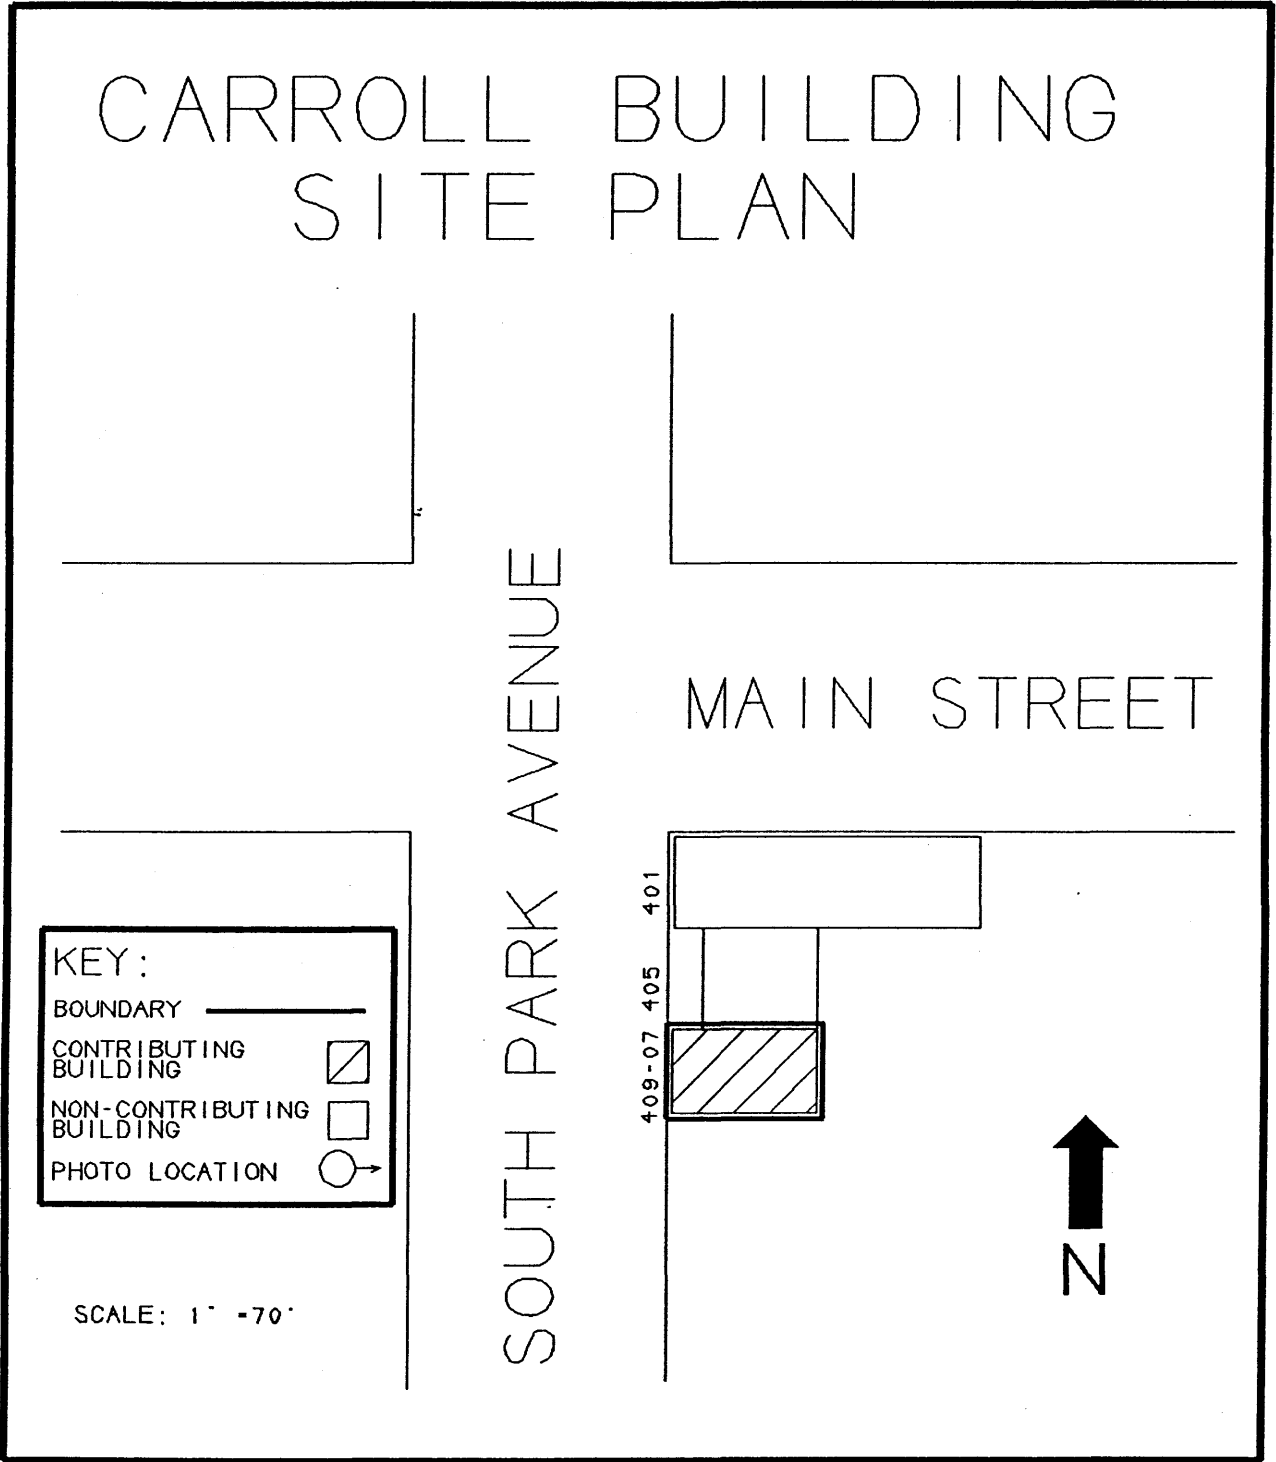 CARROLL BUILDING
SITE PLAN
SOUTH PARK AVENUE
MAIN STREET
401
405
409-07
KEY:
BOUNDARY
CONTRIBUTING
BUILDING
NON-CONTRIBUTING
BUILDING
PHOTO LOCATION
N
SCALE: 1" =70'